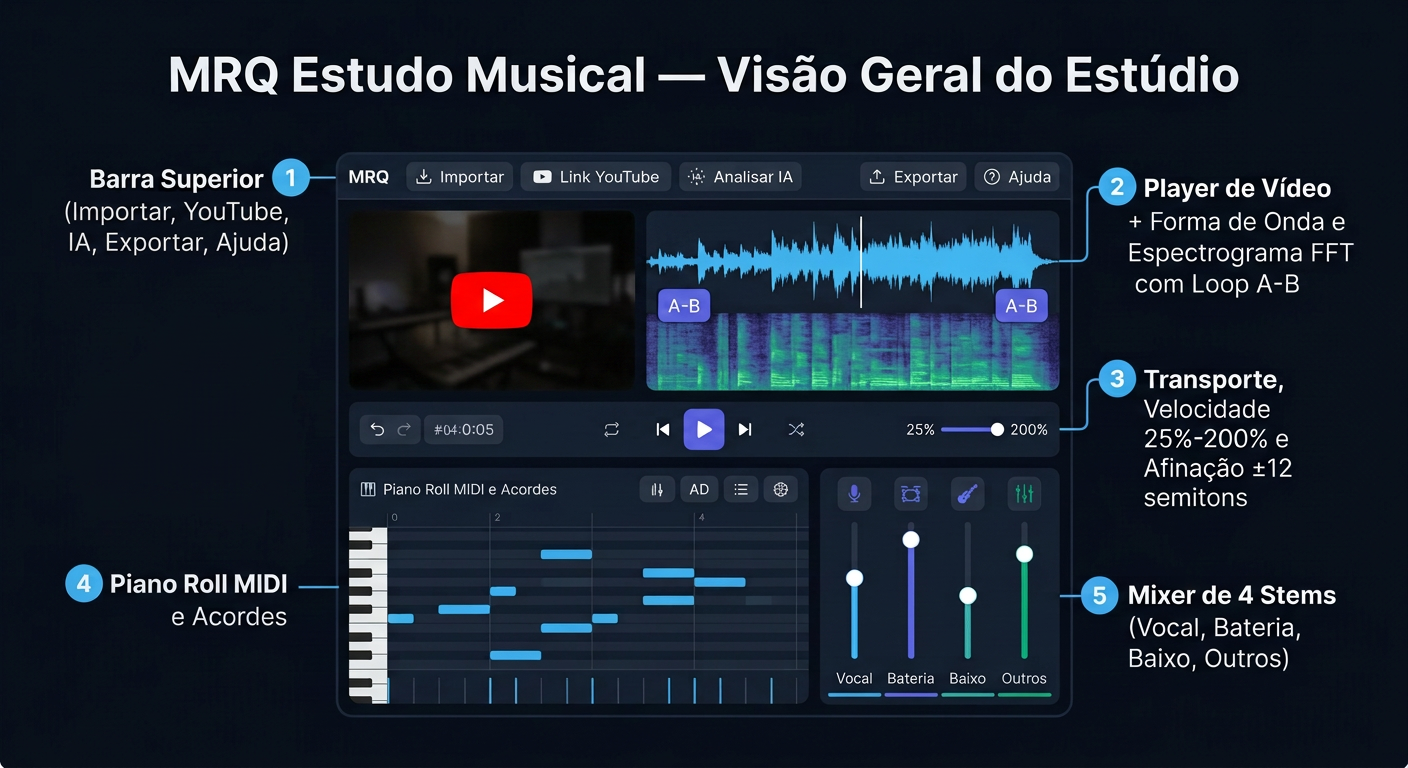 MRQ Estudo Musical — Visão Geral do Estúdio
Barra Superior 1
(Importar, YouTube,
IA, Exportar, Ajuda)
MRQ Importar Link YouTube Analisar IA Exportar Ajuda
2 Player de Vídeo
+ Forma de Onda e
Espectrograma FFT
com Loop A-B
A-B A-B
3 Transporte,
Velocidade
25%-200% e
Afinação ±12
semitons
#04:0:05 25% 200%
Piano Roll MIDI e Acordes AD
0 2 4
4 Piano Roll MIDI
e Acordes
5 Mixer de 4 Stems
(Vocal, Bateria,
Baixo, Outros)
Vocal Bateria Baixo Outros